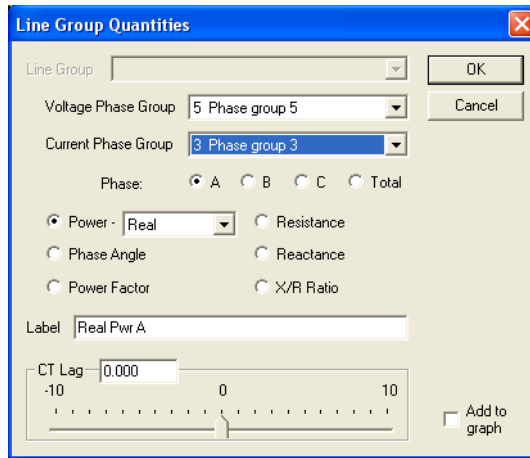 Line Group Quantities
Line Group
OK
Voltage Phase Group 5 Phase group 5
Cancel
Current Phase Group 3 Phase group 3
Phase: A B C Total
Power - Real Resistance
Phase Angle Reactance
Power Factor X/R Ratio
Label Real Pwr A
CT Lag 0.000
-10 0 10
Add to
graph